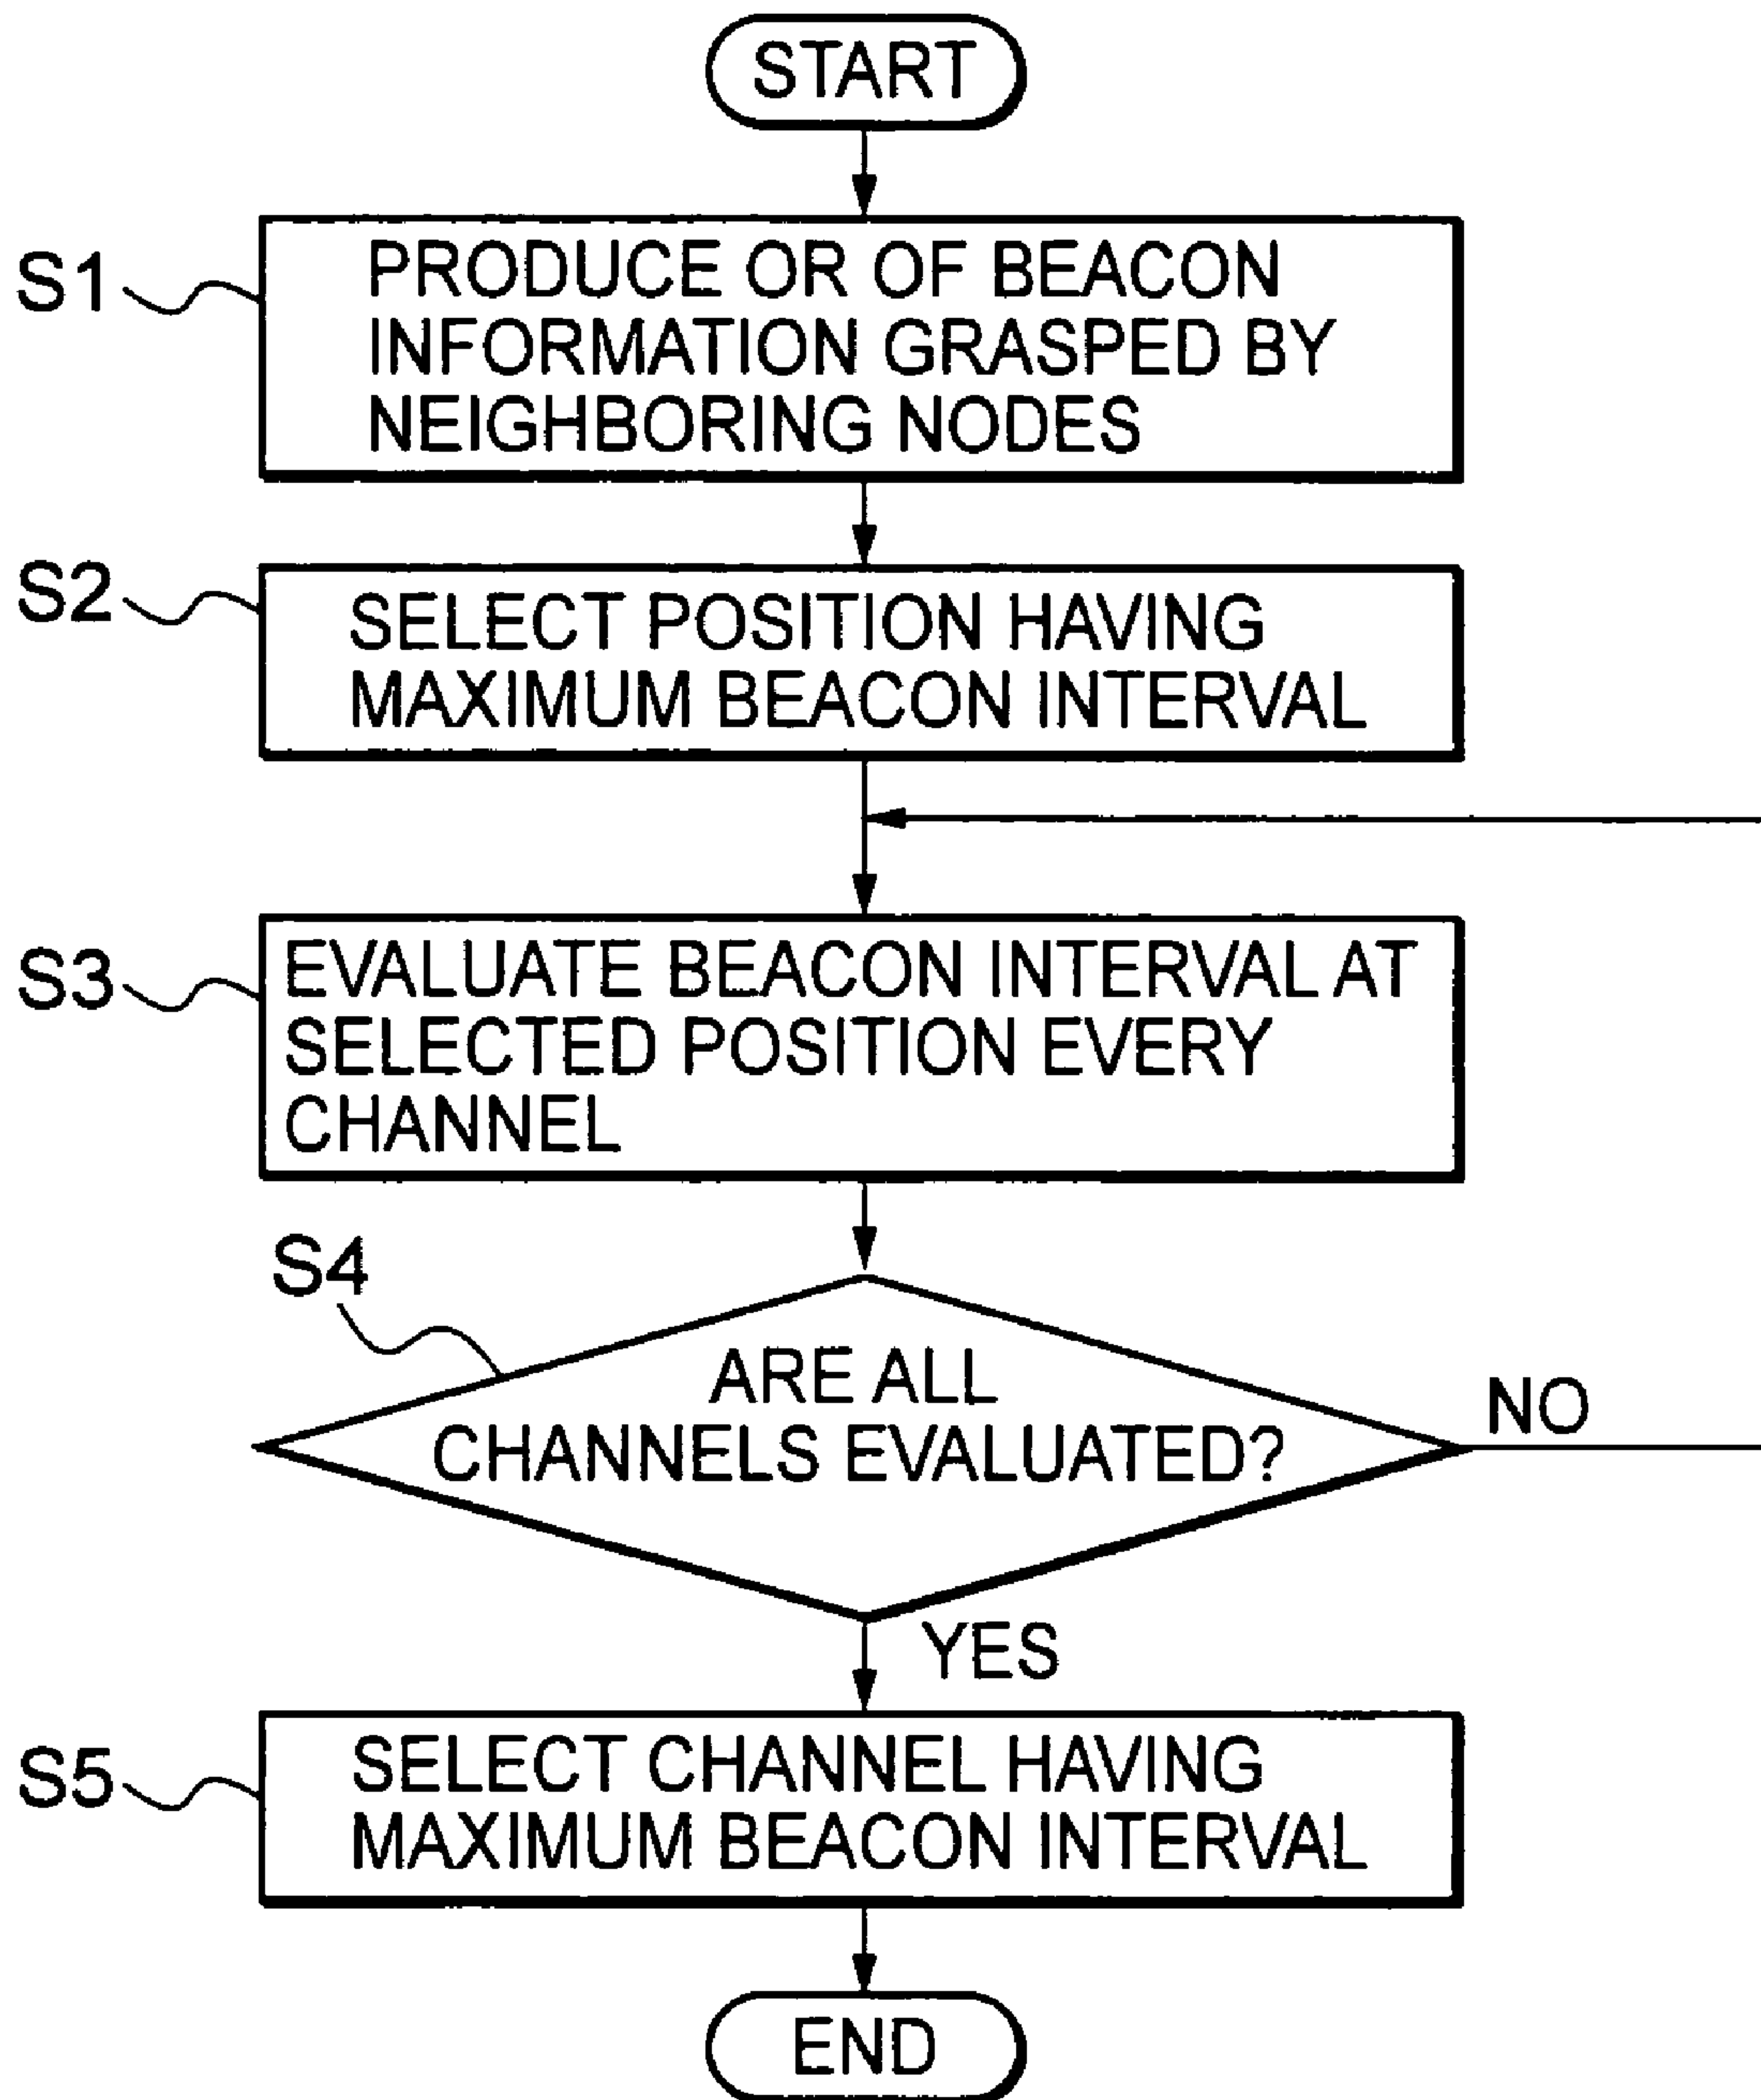 START
S1
PRODUCE OR OF BEACON
INFORMATION GRASPED BY
NEIGHBORING NODES
S2
SELECT POSITION HAVING
MAXIMUM BEACON INTERVAL
S3
EVALUATE BEACON INTERVAL AT
SELECTED POSITION EVERY
CHANNEL
S4
ARE ALL
CHANNELS EVALUATED?
NO
YES
S5
SELECT CHANNEL HAVING
MAXIMUM BEACON INTERVAL
END